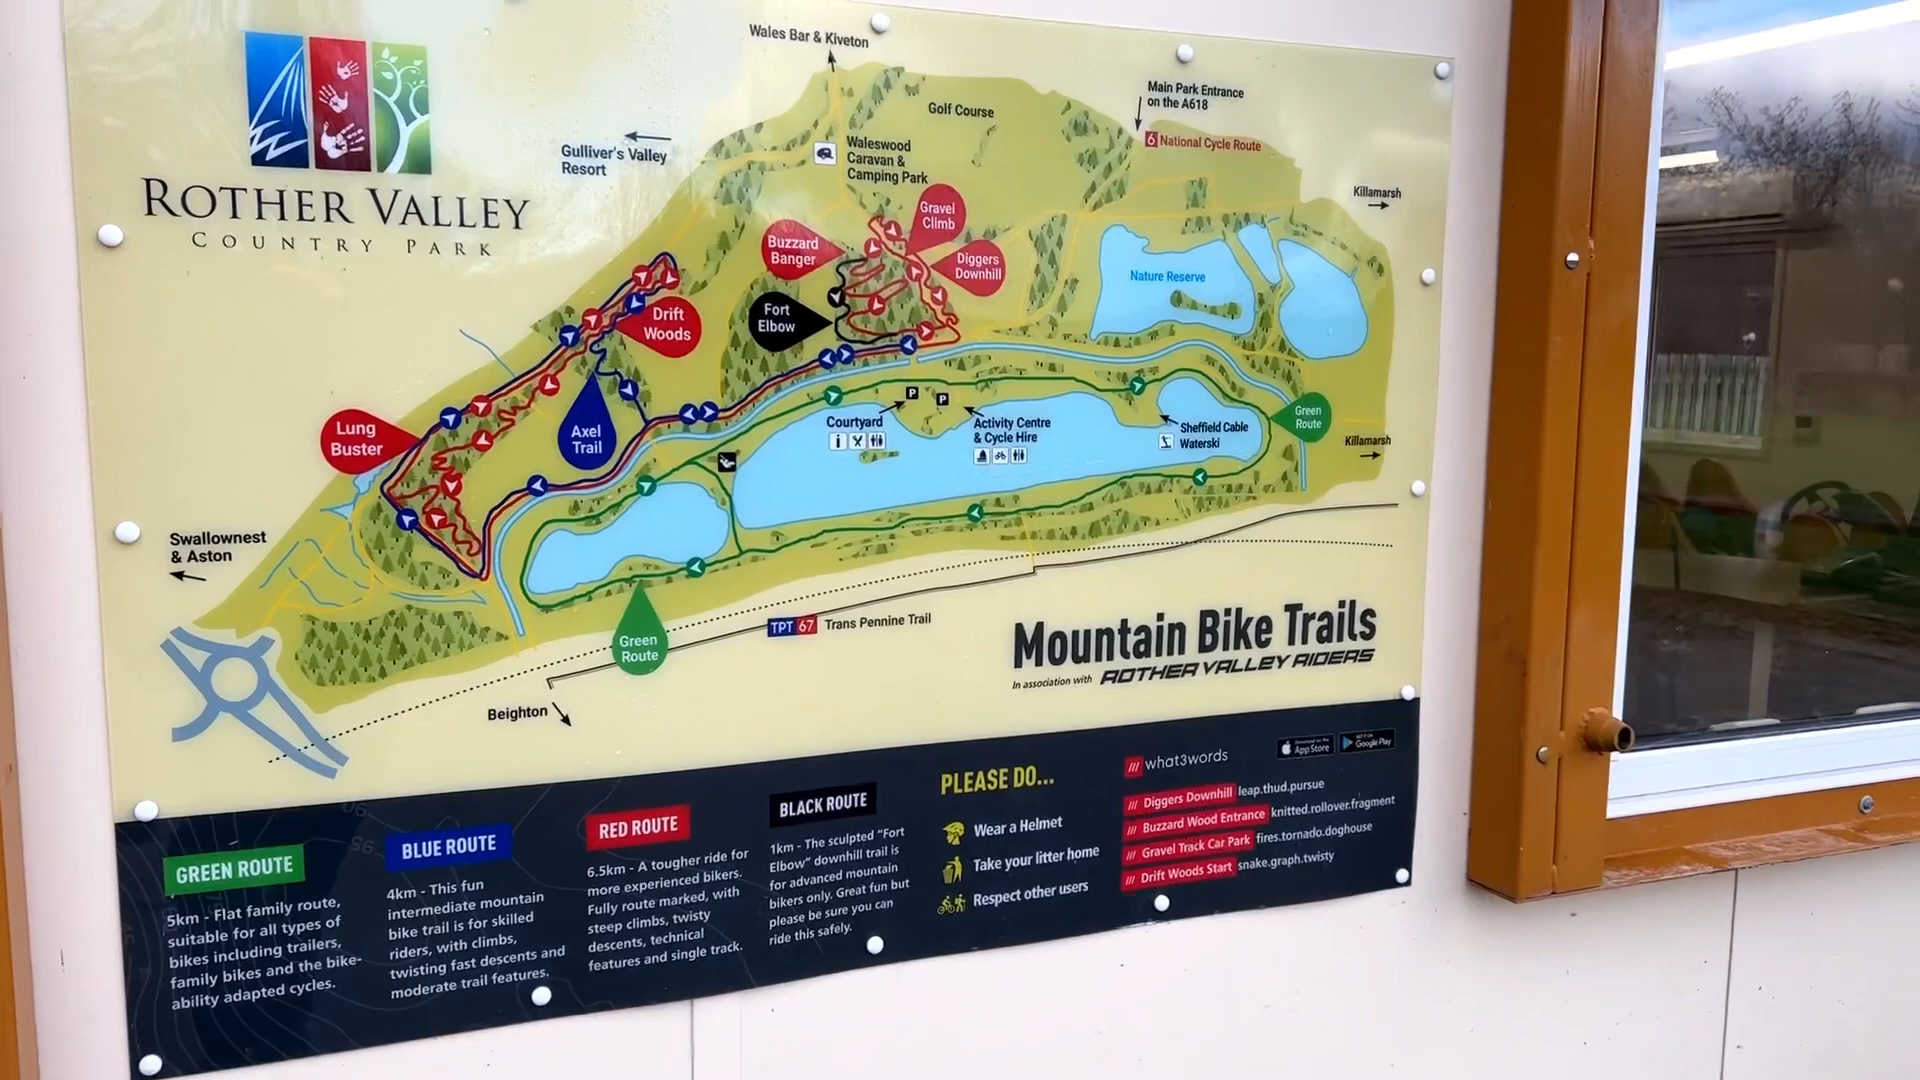 ROTHER VALLEY
COUNTRY PARK
Wales Bar & Kiveton
Gulliver's Valley
Resort
Waleswood
Caravan &
Camping Park
Golf Course
Main Park Entrance
on the A618
6 National Cycle Route
Killamarsh
Gravel
Climb
Buzzard
Banger
Diggers
Downhill
Nature Reserve
Fort
Elbow
Drift
Woods
Lung
Buster
Axel
Trail
P
P
Courtyard
i
Activity Centre
& Cycle Hire
Sheffield Cable
Waterski
Green
Route
Killamarsh
Swallownest
& Aston
Green
Route
TPT 67 Trans Pennine Trail
Beighton
Mountain Bike Trails
In association with ROTHER VALLEY RIDERS
GREEN ROUTE
5km - Flat family route,
suitable for all types of
bikes including trailers,
family bikes and the bike-
ability adapted cycles.
BLUE ROUTE
4km - This fun
intermediate mountain
bike trail is for skilled
riders, with climbs,
twisting fast descents and
moderate trail features.
RED ROUTE
6.5km - A tougher ride for
more experienced bikers.
Fully route marked, with
steep climbs, twisty
descents, technical
features and single track.
BLACK ROUTE
1km - The sculpted "Fort
Elbow" downhill trail is
for advanced mountain
bikers only. Great fun but
please be sure you can
ride this safely.
PLEASE DO...
Wear a Helmet
Take your litter home
Respect other users
/// what3words
Download on the
App Store
GET IT ON
Google Play
/// Diggers Downhill leap.thud.pursue
/// Buzzard Wood Entrance knitted.rollover.fragment
/// Gravel Track Car Park fires.tornado.doghouse
/// Drift Woods Start snake.graph.twisty